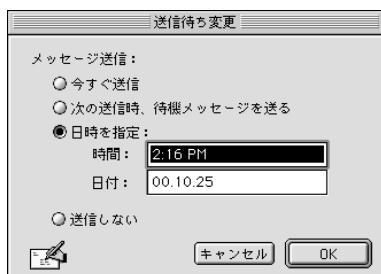 送信待ち変更
メッセージ送信：
今すぐ送信
次の送信時、待機メッセージを送る
日時を指定：
時間： 2:16 PM
日付： 00.10.25
送信しない
キャンセル OK